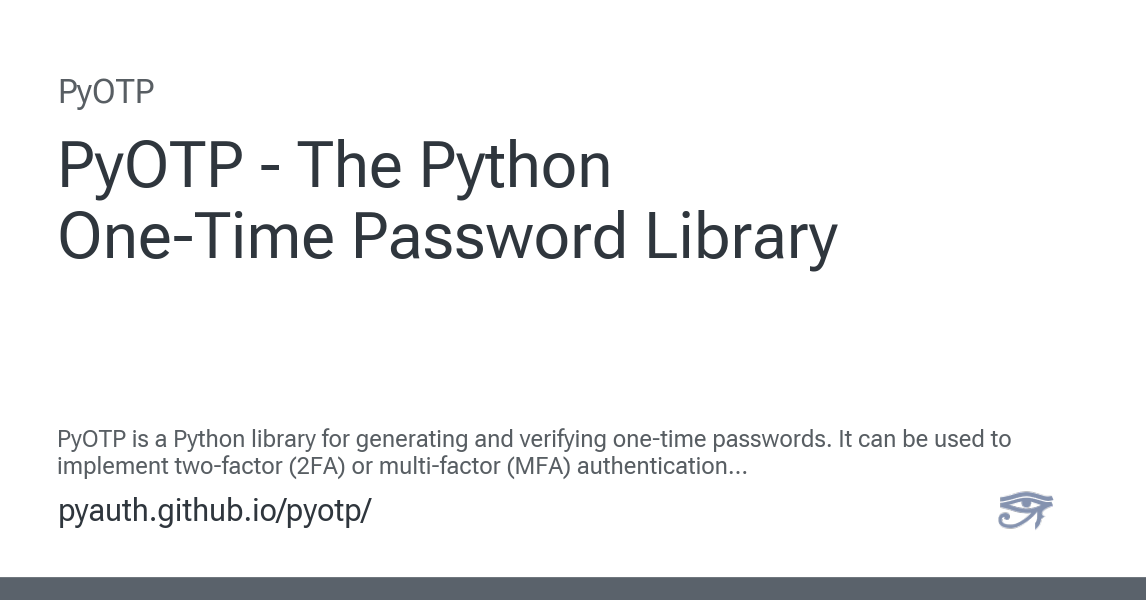 PyOTP
PyOTP - The Python
One-Time Password Library
PyOTP is a Python library for generating and verifying one-time passwords. It can be used to
implement two-factor (2FA) or multi-factor (MFA) authentication...
pyauth.github.io/pyotp/